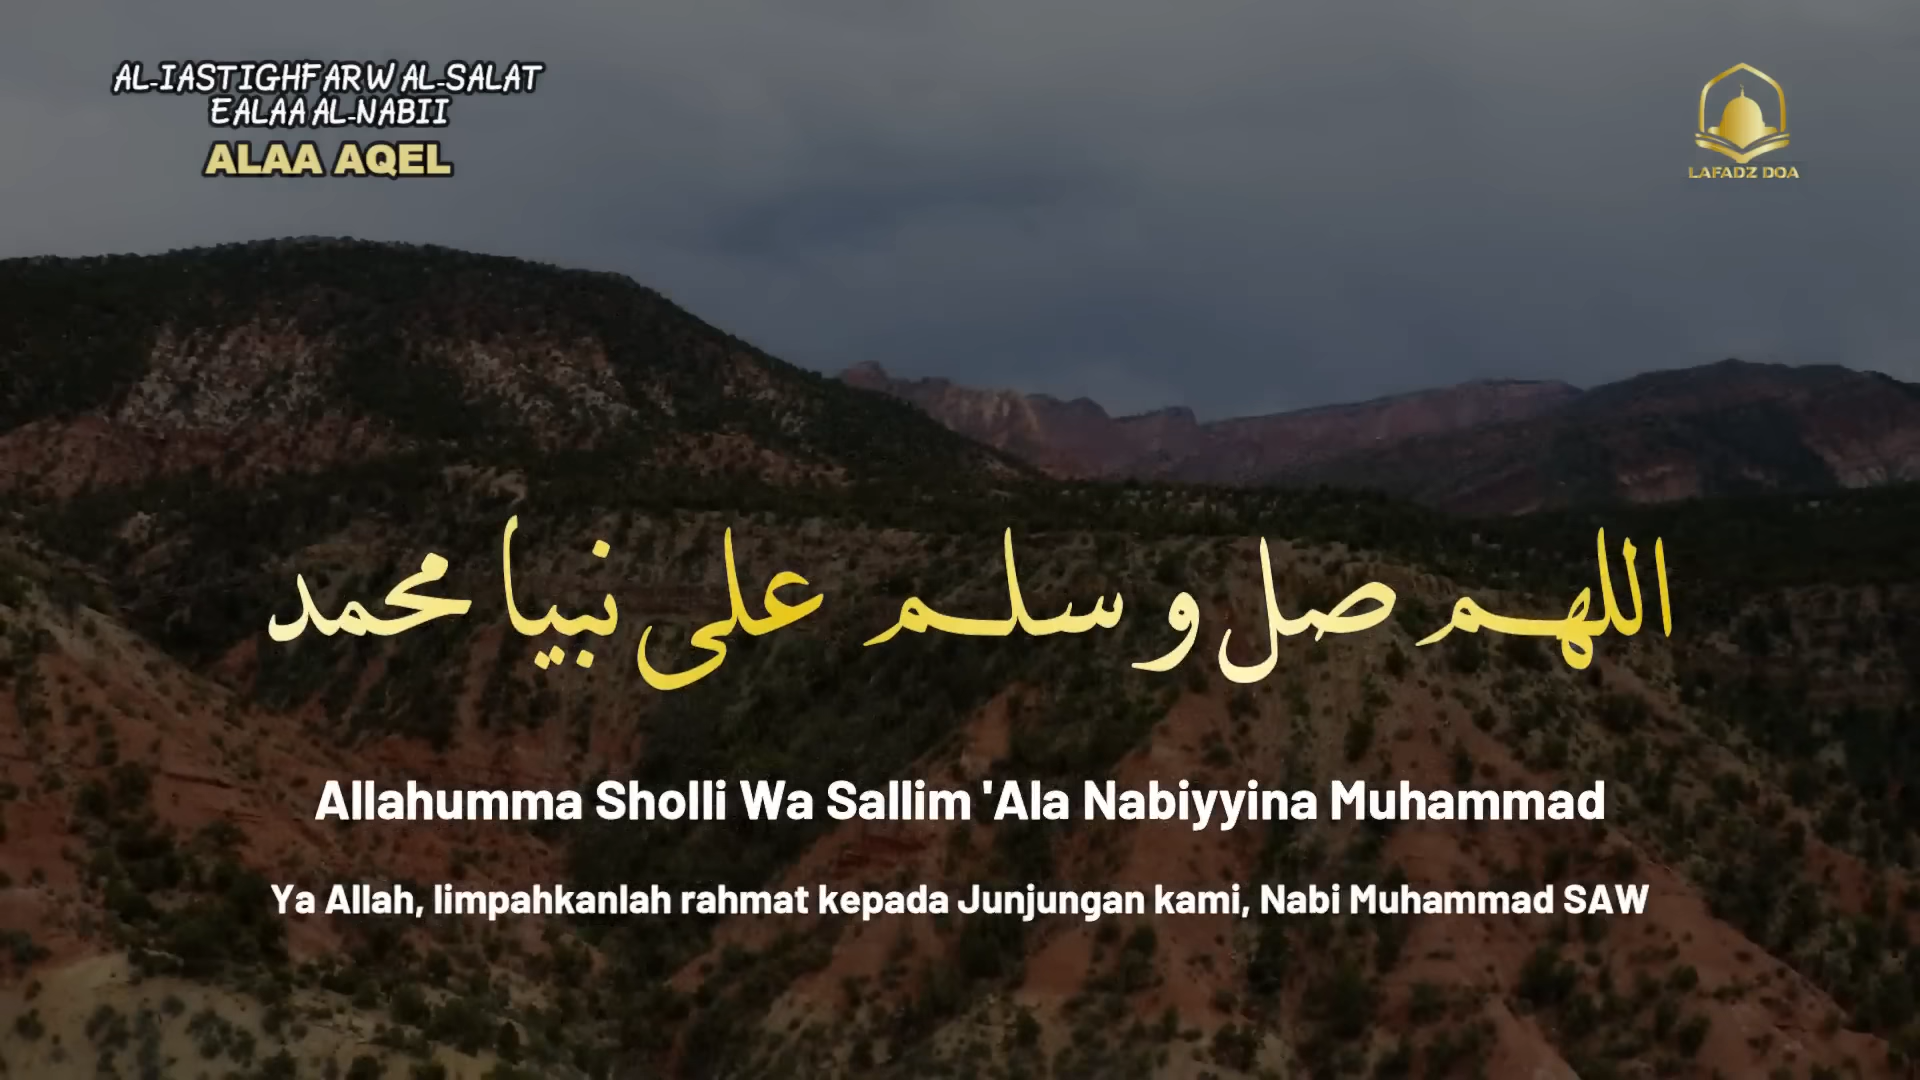 AL-IASTIGHFAR W AL-SALAT
EALAA AL-NABII
ALAA AQEL
LAFADZ DOA
اللهم صل و سلم على نبيا محمد
Allahumma Sholli Wa Sallim 'Ala Nabiyyina Muhammad
Ya Allah, limpahkanlah rahmat kepada Junjungan kami, Nabi Muhammad SAW